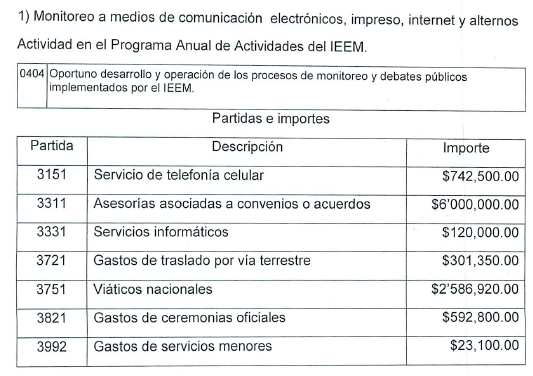 1) Monitoreo a medios de comunicación electrónicos, impreso, internet y alternos
Actividad en el Programa Anual de Actividades del IEEM.
0404 Oportuno desarrollo y operación de los procesos de monitoreo y debates públicos
implementados por el IEEM.
Partidas e importes
Partida Descripción Importe
3151 Servicio de telefonía celular $742,500.00
3311 Asesorías asociadas a convenios o acuerdos $6'000,000.00
3331 Servicios informáticos $120,000.00
3721 Gastos de traslado por vía terrestre $301,350.00
3751 Viáticos nacionales $2'586,920.00
3821 Gastos de ceremonias oficiales $592,800.00
3992 Gastos de servicios menores $23,100.00